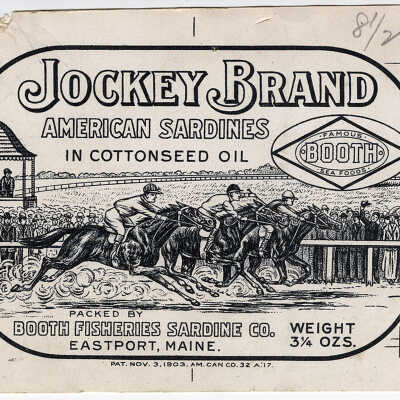 8 1/2
JOCKEY BRAND
AMERICAN SARDINES
IN COTTONSEED OIL
FAMOUS
BOOTH
SEA FOODS
PACKED BY
BOOTH FISHERIES SARDINE CO.
EASTPORT, MAINE.
WEIGHT
3¼ OZS.
PAT. NOV. 3, 1903. AM. CAN CO. 32 A. '17.